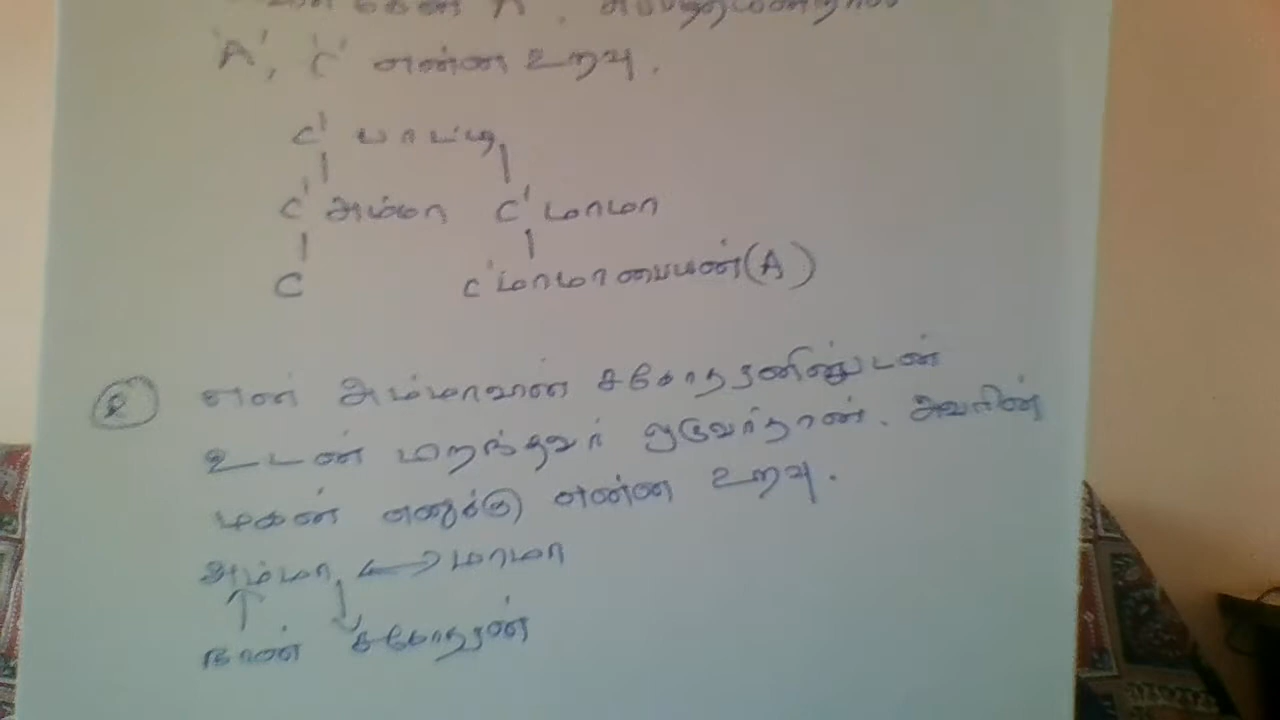 'A', 'C' என்ன உறவு.
C' பாட்டி
C' அம்மா C' மாமா
C C' மாமா பையன் (A)
2 என் அம்மாவின் சகோதரனின் உடன்
உடன் பிறந்தவர் ஒருவர்தான். அவரின்
மகன் எனக்கு என்ன உறவு.
அம்மா ↔ மாமா
நான் சகோதரன்